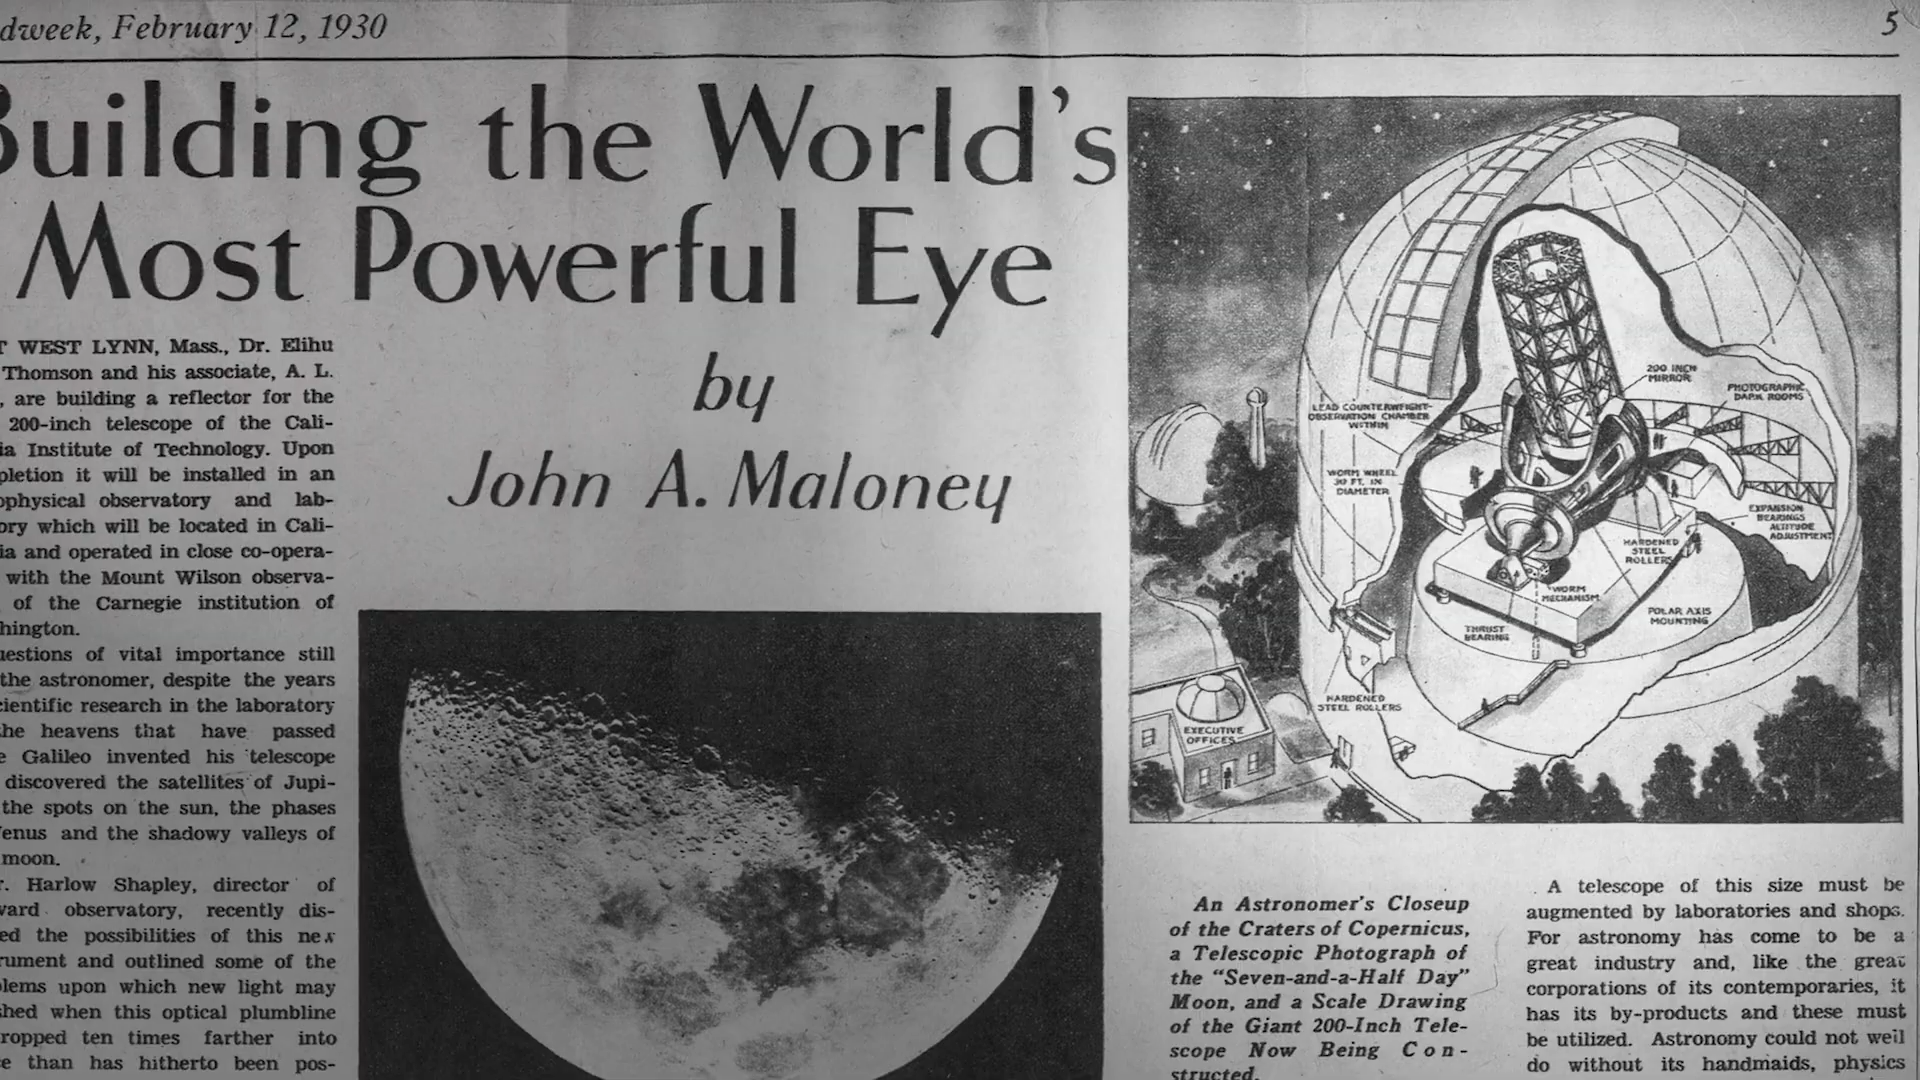 dweek, February 12, 1930
5
Building the World's
Most Powerful Eye
by
John A. Maloney
T WEST LYNN, Mass., Dr. Elihu
Thomson and his associate, A. L.
, are building a reflector for the
200-inch telescope of the Cali-
ia Institute of Technology. Upon
pletion it will be installed in an
ophysical observatory and lab-
ory which will be located in Cali-
ia and operated in close co-opera-
with the Mount Wilson observa-
of the Carnegie institution of
hington.
uestions of vital importance still
the astronomer, despite the years
cientific research in the laboratory
the heavens that have passed
e Galileo invented his telescope
discovered the satellites of Jupi-
the spots on the sun, the phases
Venus and the shadowy valleys of
moon.
r. Harlow Shapley, director of
vard observatory, recently dis-
ed the possibilities of this new
rument and outlined some of the
blems upon which new light may
shed when this optical plumbline
ropped ten times farther into
e than has hitherto been pos-
200 INCH
MIRROR
PHOTOGRAPHIC
DARK ROOMS
LEAD COUNTERWEIGHT-
OBSERVATION CHAMBER
WITHIN
WORM WHEEL
30 FT. IN
DIAMETER
EXPANSION
BEARINGS
ALTITUDE
ADJUSTMENT
HARDENED
STEEL
ROLLERS
WORM
MECHANISM
POLAR AXIS
MOUNTING
THRUST
BEARING
HARDENED
STEEL ROLLERS
EXECUTIVE
OFFICES
An Astronomer's Closeup
of the Craters of Copernicus,
a Telescopic Photograph of
the "Seven-and-a-Half Day"
Moon, and a Scale Drawing
of the Giant 200-Inch Tele-
scope Now Being Con-
structed.
A telescope of this size must be
augmented by laboratories and shops.
For astronomy has come to be a
great industry and, like the great
corporations of its contemporaries, it
has its by-products and these must
be utilized. Astronomy could not well
do without its handmaids, physics